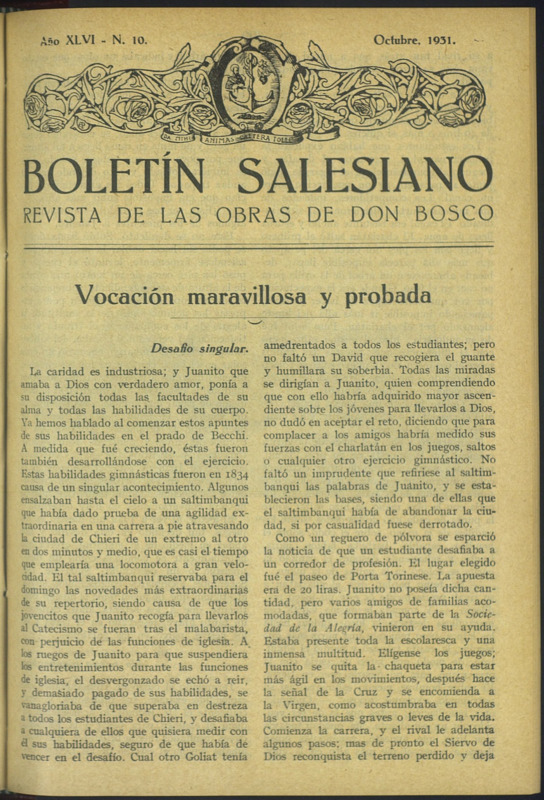 Año XLVI - N. 10.
Octubre, 1931.
DA MIHI ANIMAS CAETERA TOLLE
BOLETÍN SALESIANO
REVISTA DE LAS OBRAS DE DON BOSCO
Vocación maravillosa y probada
Desafío singular.
La caridad es industriosa; y Juanito que
amaba a Dios con verdadero amor, ponía a
su disposición todas las facultades de su
alma y todas las habilidades de su cuerpo.
Ya hemos hablado al comenzar estos apuntes
de sus habilidades en el prado de Becchi.
A medida que fué creciendo, éstas fueron
también desarrollándose con el ejercicio.
Estas habilidades gimnásticas fueron en 1834
causa de un singular acontecimiento. Algunos
ensalzaban hasta el cielo a un saltimbanqui
que había dado prueba de una agilidad ex-
traordinaria en una carrera a pie atravesando
la ciudad de Chieri de un extremo al otro
en dos minutos y medio, que es casi el tiempo
que emplearía una locomotora a gran velo-
cidad. El tal saltimbanqui reservaba para el
domingo las novedades más extraordinarias
de su repertorio, siendo causa de que los
jovencitos que Juanito recogía para llevarlos
al Catecismo se fueran tras el malabarista,
con perjuicio de las funciones de iglesia. A
los ruegos de Juanito para que suspendiera
los entretenimientos durante las funciones
de iglesia, el desvergonzado se echó a reir,
y demasiado pagado de sus habilidades, se
vanagloriaba de que superaba en destreza
a todos los estudiantes de Chieri, y desafiaba
a cualquiera de ellos que quisiera medir con
él sus habilidades, seguro de que había de
vencer en el desafío. Cual otro Goliat tenía
amedrentados a todos los estudiantes; pero
no faltó un David que recogiera el guante
y humillara su soberbia. Todas las miradas
se dirigían a Juanito, quien comprendiendo
que con ello habría adquirido mayor ascen-
diente sobre los jóvenes para llevarlos a Dios,
no dudó en aceptar el reto, diciendo que para
complacer a los amigos habría medido sus
fuerzas con el charlatán en los juegos, saltos
o cualquier otro ejercicio gimnástico. No
faltó un imprudente que refiriese al saltim-
banqui las palabras de Juanito, y se esta-
blecieron las bases, siendo una de ellas que
el saltimbanqui había de abandonar la ciu-
dad, si por casualidad fuese derrotado.
Como un reguero de pólvora se esparció
la noticia de que un estudiante desafiaba a
un corredor de profesión. El lugar elegido
fué el paseo de Porta Torinese. La apuesta
era de 20 liras. Juanito no poseía dicha can-
tidad, pero varios amigos de familias aco-
modadas, que formaban parte de la Socie-
dad de la Alegría, vinieron en su ayuda.
Estaba presente toda la escolaresca y una
inmensa multitud. Elígense los juegos;
Juanito se quita la chaqueta para estar
más ágil en los movimientos, después hace
la señal de la Cruz y se encomienda a
la Virgen, como acostumbraba en todas
las circunstancias graves o leves de la vida.
Comienza la carrera, y el rival le adelanta
algunos pasos; mas de pronto el Siervo de
Dios reconquista el terreno perdido y deja